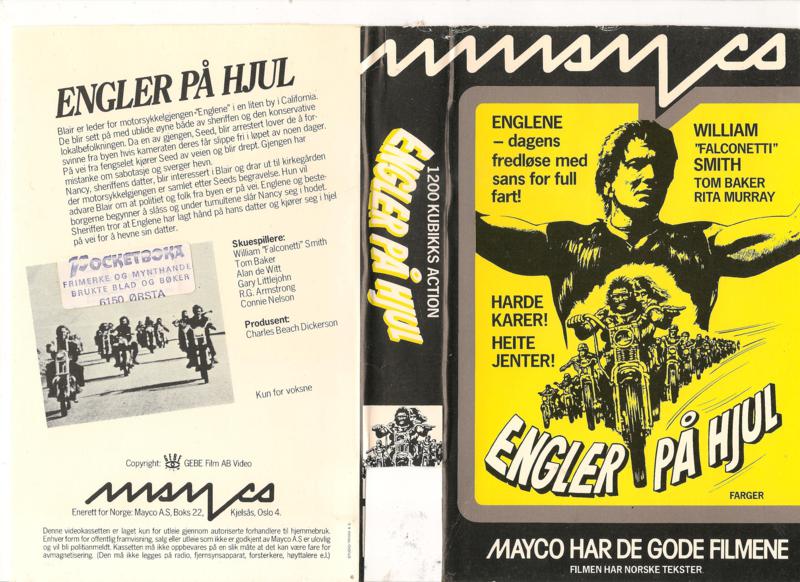 ENGLER PÅ HJUL
Blair er leder for motorsykkelgjengen-"Englene" i en liten by i California.
De blir sett på med ublide øyne både av sheriffen og den konservative
lokalbefolkningen. Da en av gjengen, Seed, blir arrestert lover de å for-
svinne fra byen hvis kameraten deres får slippe fri i løpet av noen dager.
På vei fra fengselet kjører Seed av veien og blir drept. Gjengen har
mistanke om sabotasje og sverger hevn.
Nancy, sheriffens datter, blir interessert i Blair og drar ut til kirkegården
der motorsykkelgjengen er samlet etter Seeds begravelse. Hun vil
advare Blair om at politiet og folk fra byen er på vei. Englene og beste-
borgerne begynner å slåss og under tumultene slår Nancy seg i hodet.
Sheriffen tror at Englene har lagt hånd på hans datter og kjører seg i hjel
på vei for å hevne sin datter.
POCKETBOKA
FRIMERKE OG MYNTHANDE
BRUKTE BLAD OG BØKER
6150 ØRSTA
Skuespillere:
William "Falconetti" Smith
Tom Baker
Alan de Witt
Gary Littlejohn
R.G. Armstrong
Connie Nelson
Produsent:
Charles Beach Dickerson
Kun for voksne
Copyright: GEBE GEBE Film AB Video
mayco
Enerett for Norge: Mayco A.S, Boks 22, Kjelsås, Oslo 4.
Denne videokassetten er laget kun for utleie gjennom autoriserte forhandlere til hjemmebruk.
Enhver form for offentlig framvisning, salg eller utleie som ikke er godkjent av Mayco A.S er ulovlig
og vil bli politianmeldt. Kassetten må ikke oppbevares på en slik måte at det kan være fare for
avmagnetisering. (Den må ikke legges på radio, fjernsynsapparat, forsterkere, høyttalere e.l.)
1200 KUBIKKS ACTION
ENGLER PÅ HJUL
mayco
ENGLENE
– dagens
fredløse med
sans for full
fart!
WILLIAM
"FALCONETTI"
SMITH
TOM BAKER
RITA MURRAY
HARDE
KARER!
HEITE
JENTER!
ENGLER PÅ HJUL
FARGER
MAYCO HAR DE GODE FILMENE
FILMEN HAR NORSKE TEKSTER